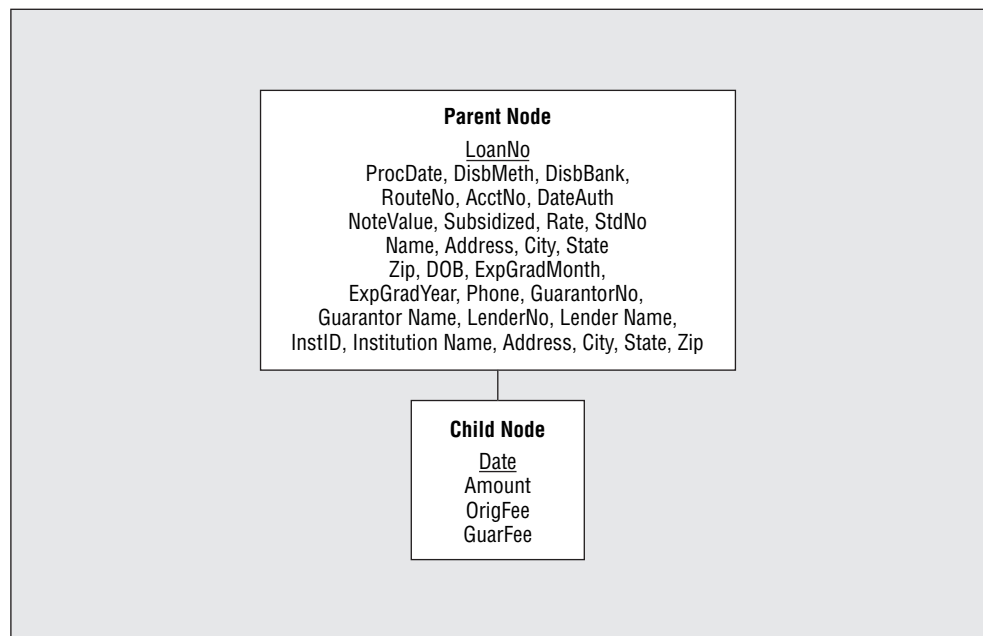 Parent Node
LoanNo
ProcDate, DisbMeth, DisbBank,
RouteNo, AcctNo, DateAuth
NoteValue, Subsidized, Rate, StdNo
Name, Address, City, State
Zip, DOB, ExpGradMonth,
ExpGradYear, Phone, GuarantorNo,
Guarantor Name, LenderNo, Lender Name,
InstID, Institution Name, Address, City, State, Zip
Child Node
Date
Amount
OrigFee
GuarFee